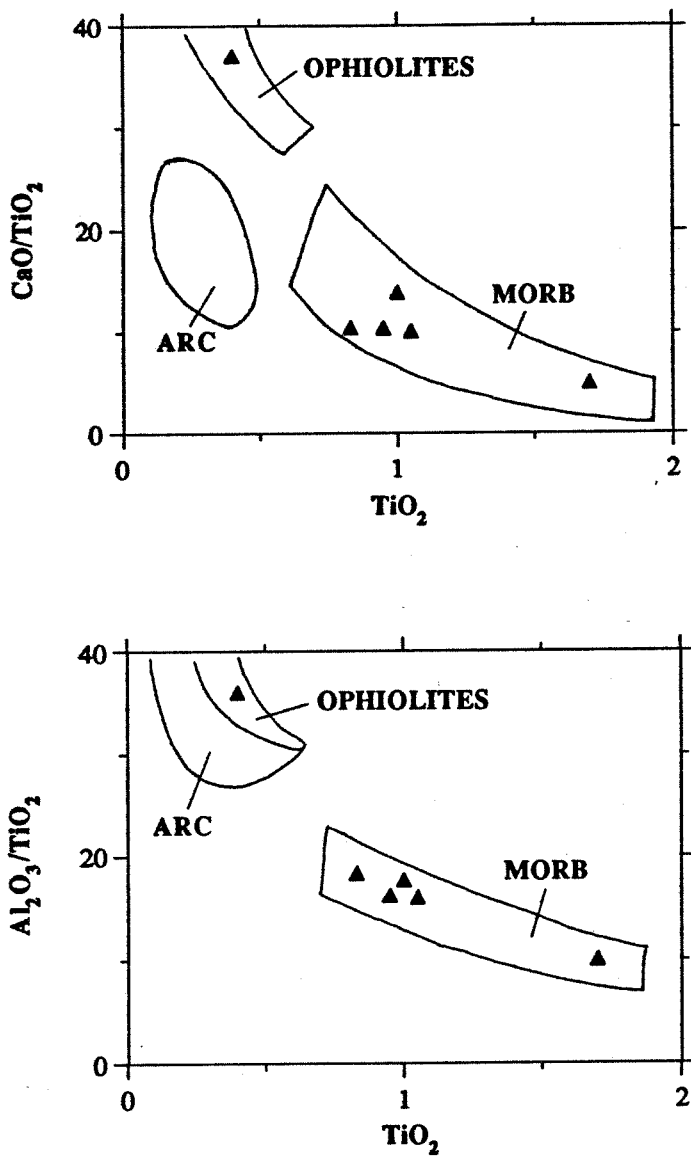 40
OPHIOLITES
CaO/TiO₂
20
MORB
ARC
0
0 1 2
TiO₂
40
OPHIOLITES
ARC
Al₂O₃/TiO₂
20
MORB
0
0 1 2
TiO₂